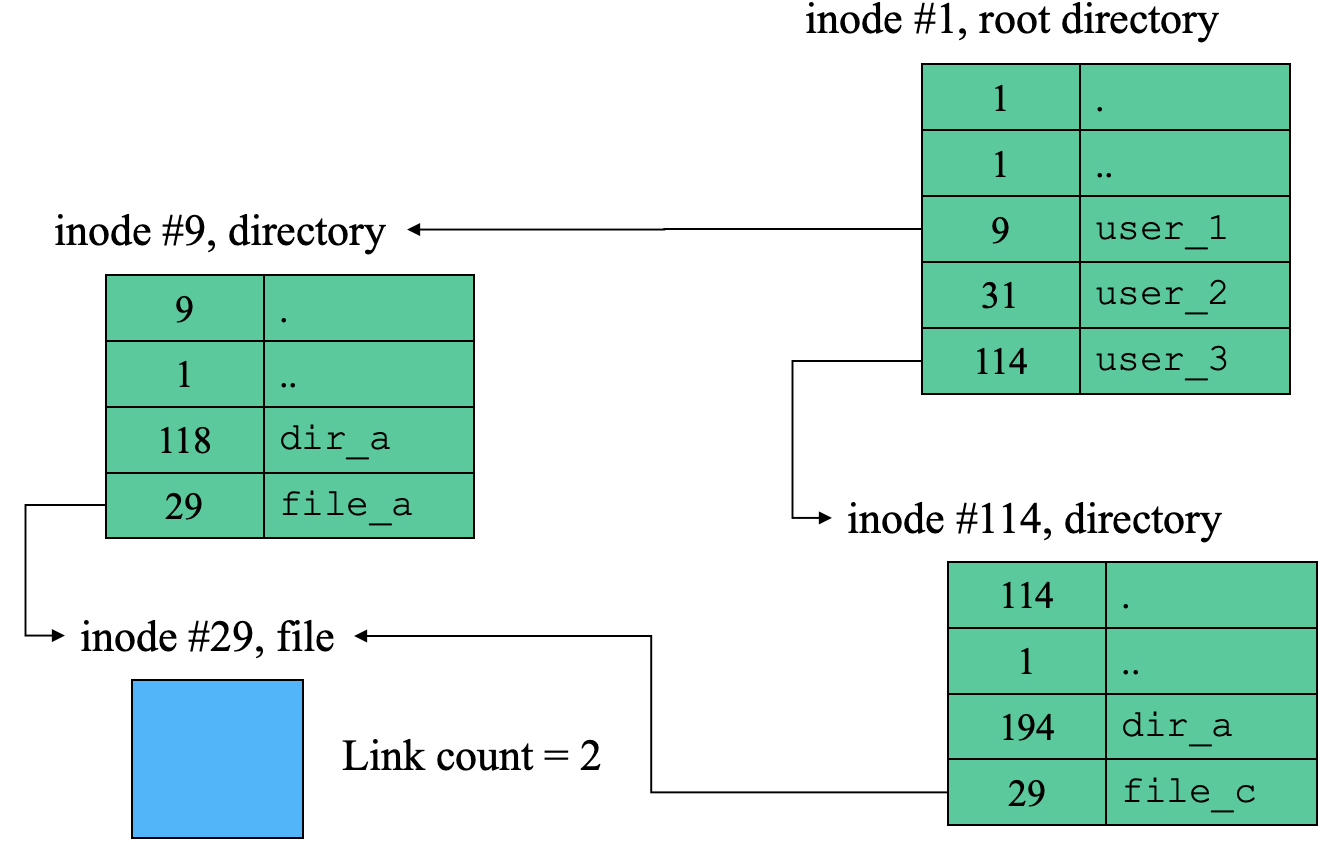 inode #1, root directory
1 .
1 ..
9 user_1
31 user_2
114 user_3
inode #9, directory
9 .
1 ..
118 dir_a
29 file_a
inode #114, directory
114 .
1 ..
194 dir_a
29 file_c
inode #29, file
Link count = 2